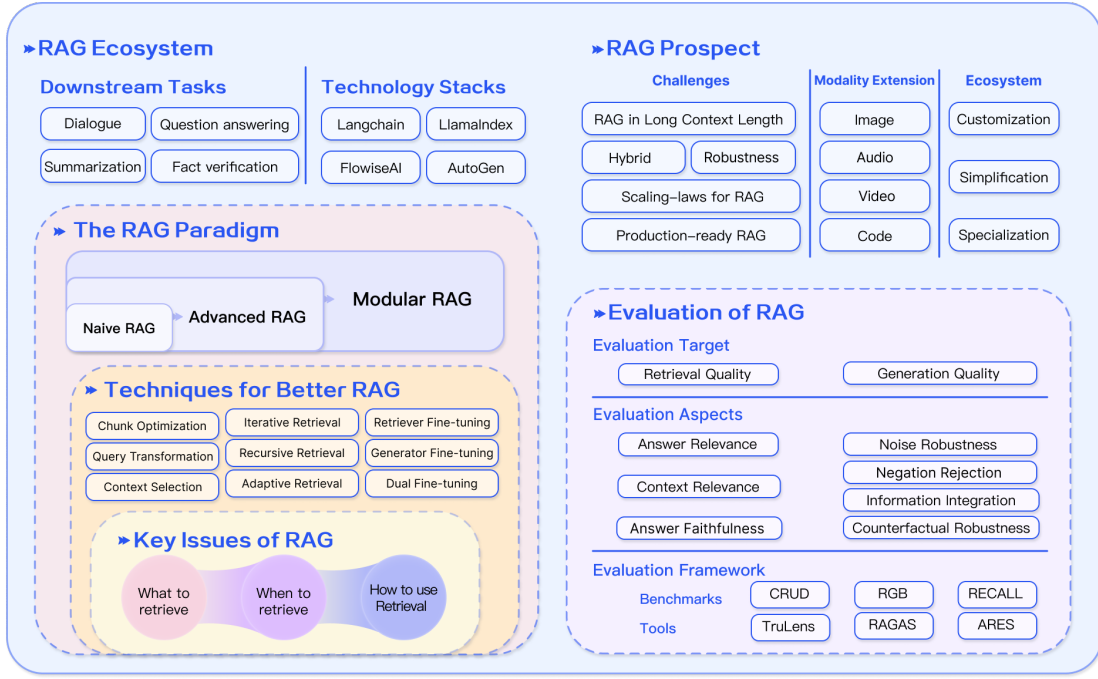 RAG Ecosystem
Downstream Tasks
Dialogue
Question answering
Summarization
Fact verification
Technology Stacks
Langchain
LlamaIndex
FlowiseAI
AutoGen
The RAG Paradigm
Naive RAG
Advanced RAG
Modular RAG
Techniques for Better RAG
Chunk Optimization
Iterative Retrieval
Retriever Fine-tuning
Query Transformation
Recursive Retrieval
Generator Fine-tuning
Context Selection
Adaptive Retrieval
Dual Fine-tuning
Key Issues of RAG
What to
retrieve
When to
retrieve
How to use
Retrieval
RAG Prospect
Challenges
RAG in Long Context Length
Hybrid
Robustness
Scaling-laws for RAG
Production-ready RAG
Modality Extension
Image
Audio
Video
Code
Ecosystem
Customization
Simplification
Specialization
Evaluation of RAG
Evaluation Target
Retrieval Quality
Generation Quality
Evaluation Aspects
Answer Relevance
Context Relevance
Answer Faithfulness
Noise Robustness
Negation Rejection
Information Integration
Counterfactual Robustness
Evaluation Framework
Benchmarks
CRUD
RGB
RECALL
Tools
TruLens
RAGAS
ARES